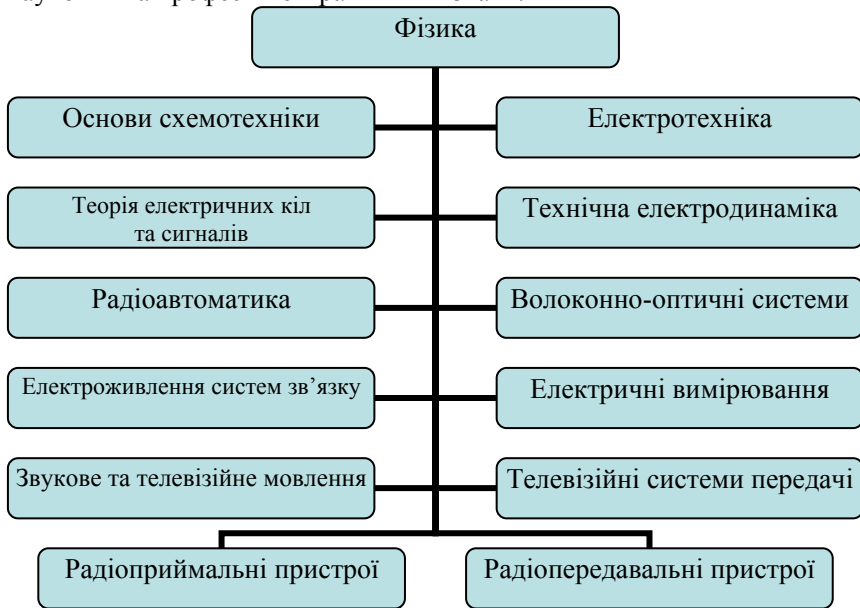 Фізика
Основи схемотехніки
Електротехніка
Теорія електричних кіл
та сигналів
Технічна електродинаміка
Радіоавтоматика
Волоконно-оптичні системи
Електроживлення систем зв’язку
Електричні вимірювання
Звукове та телевізійне мовлення
Телевізійні системи передачі
Радіоприймальні пристрої
Радіопередавальні пристрої